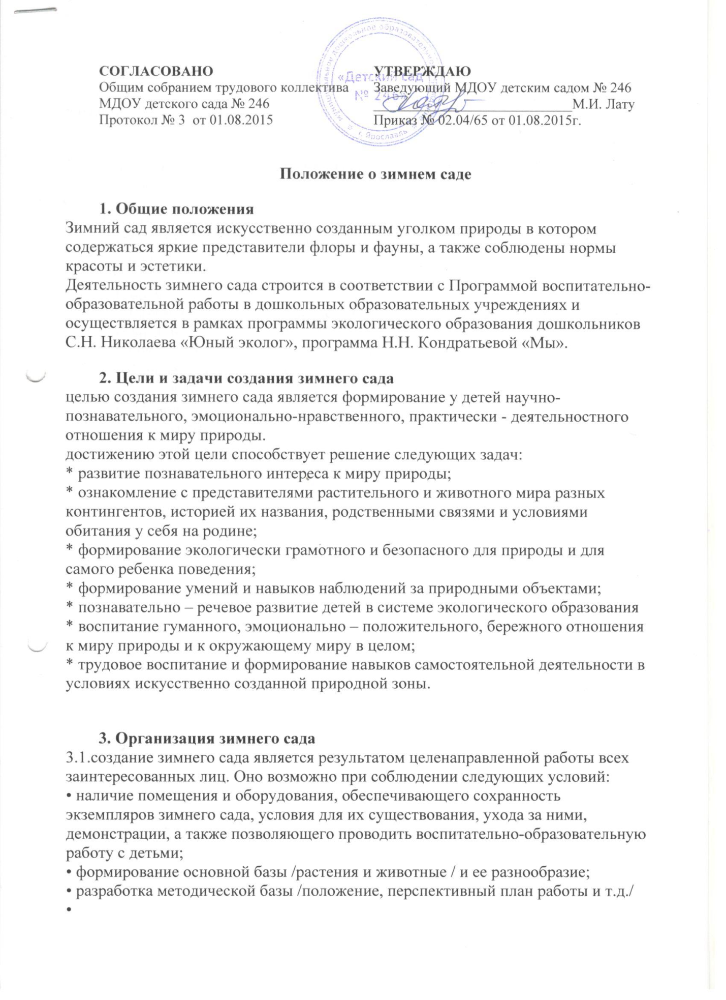 СОГЛАСОВАНО
Общим собранием трудового коллектива
МДОУ детского сада № 246
Протокол № 3 от 01.08.2015
УТВЕРЖДАЮ
Заведующий МДОУ детским садом № 246
М.И. Лату
Приказ № 02.04/65 от 01.08.2015г.
дошкольное образовательное
«Детский сад
№ 246»
г. Ярославль
Положение о зимнем саде
1. Общие положения
Зимний сад является искусственно созданным уголком природы в котором
содержаться яркие представители флоры и фауны, а также соблюдены нормы
красоты и эстетики.
Деятельность зимнего сада строится в соответствии с Программой воспитательно-
образовательной работы в дошкольных образовательных учреждениях и
осуществляется в рамках программы экологического образования дошкольников
С.Н. Николаева «Юный эколог», программа Н.Н. Кондратьевой «Мы».
2. Цели и задачи создания зимнего сада
целью создания зимнего сада является формирование у детей научно-
познавательного, эмоционально-нравственного, практически - деятельностного
отношения к миру природы.
достижению этой цели способствует решение следующих задач:
* развитие познавательного интереса к миру природы;
* ознакомление с представителями растительного и животного мира разных
контингентов, историей их названия, родственными связями и условиями
обитания у себя на родине;
* формирование экологически грамотного и безопасного для природы и для
самого ребенка поведения;
* формирование умений и навыков наблюдений за природными объектами;
* познавательно – речевое развитие детей в системе экологического образования
* воспитание гуманного, эмоционально – положительного, бережного отношения
к миру природы и к окружающему миру в целом;
* трудовое воспитание и формирование навыков самостоятельной деятельности в
условиях искусственно созданной природной зоны.
3. Организация зимнего сада
3.1.создание зимнего сада является результатом целенаправленной работы всех
заинтересованных лиц. Оно возможно при соблюдении следующих условий:
• наличие помещения и оборудования, обеспечивающего сохранность
экземпляров зимнего сада, условия для их существования, ухода за ними,
демонстрации, а также позволяющего проводить воспитательно-образовательную
работу с детьми;
• формирование основной базы /растения и животные / и ее разнообразие;
• разработка методической базы /положение, перспективный план работы и т.д./
•